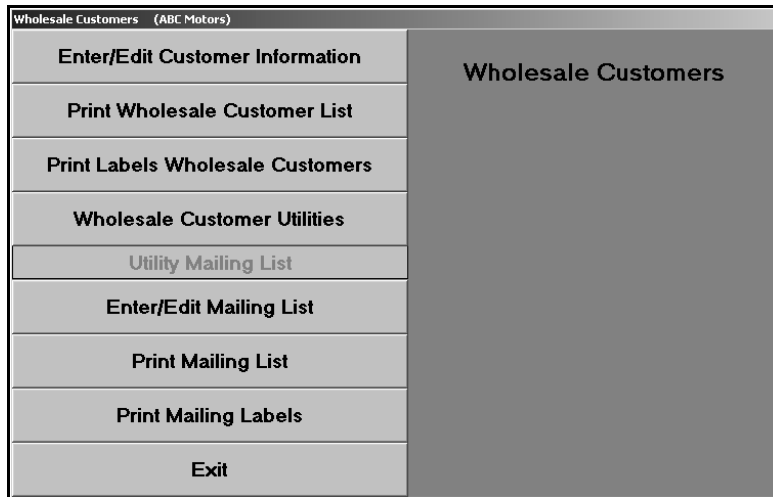 Wholesale Customers (ABC Motors)
Enter/Edit Customer Information
Wholesale Customers
Print Wholesale Customer List
Print Labels Wholesale Customers
Wholesale Customer Utilities
Utility Mailing List
Enter/Edit Mailing List
Print Mailing List
Print Mailing Labels
Exit